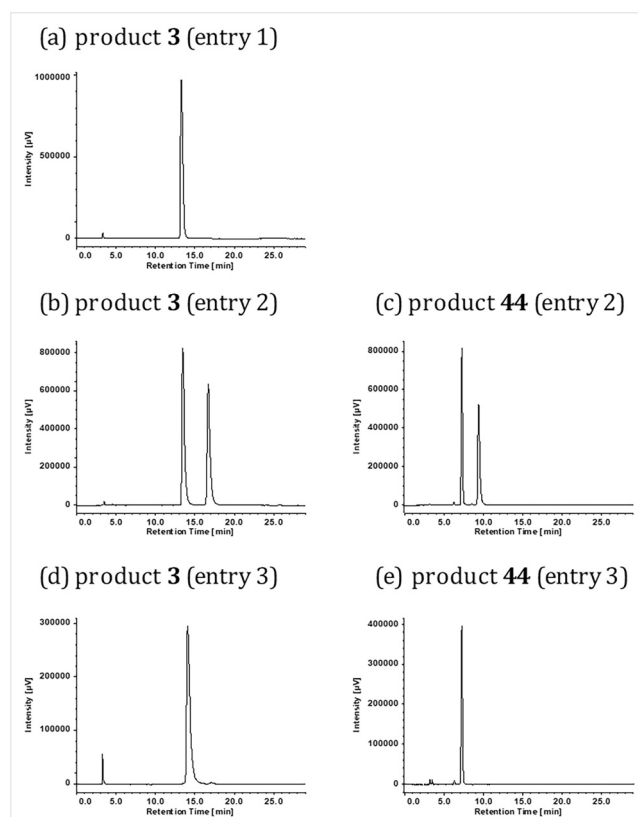 (a) product 3 (entry 1)
Intensity [µV]
1000000
500000
0
0.0 5.0 10.0 15.0 20.0 25.0
Retention Time [min]
(b) product 3 (entry 2)
Intensity [µV]
800000
600000
400000
200000
0
0.0 5.0 10.0 15.0 20.0 25.0
Retention Time [min]
(c) product 44 (entry 2)
Intensity [µV]
800000
600000
400000
200000
0
0.0 5.0 10.0 15.0 20.0 25.0
Retention Time [min]
(d) product 3 (entry 3)
Intensity [µV]
300000
200000
100000
0
0.0 5.0 10.0 15.0 20.0 25.0
Retention Time [min]
(e) product 44 (entry 3)
Intensity [µV]
400000
300000
200000
100000
0
0.0 5.0 10.0 15.0 20.0 25.0
Retention Time [min]